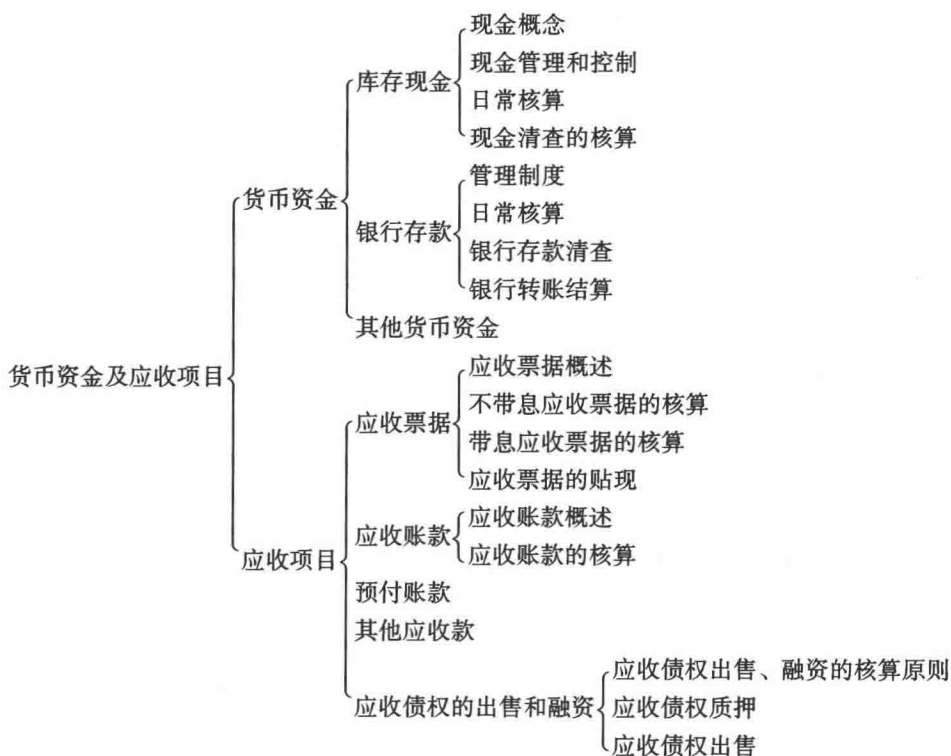 货币资金及应收项目
货币资金
库存现金
现金概念
现金管理和控制
日常核算
现金清查的核算
银行存款
管理制度
日常核算
银行存款清查
银行转账结算
其他货币资金
应收项目
应收票据
应收票据概述
不带息应收票据的核算
带息应收票据的核算
应收票据的贴现
应收账款
应收账款概述
应收账款的核算
预付账款
其他应收款
应收债权的出售和融资
应收债权出售、融资的核算原则
应收债权质押
应收债权出售